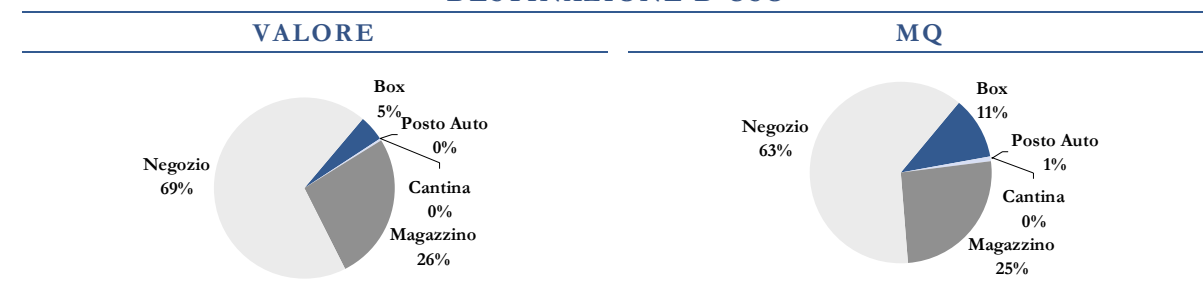 VALORE
Box
5%
Posto Auto
0%
Negozio
69%
Cantina
0%
Magazzino
26%
MQ
Box
11%
Negozio
63%
Posto Auto
1%
Cantina
0%
Magazzino
25%